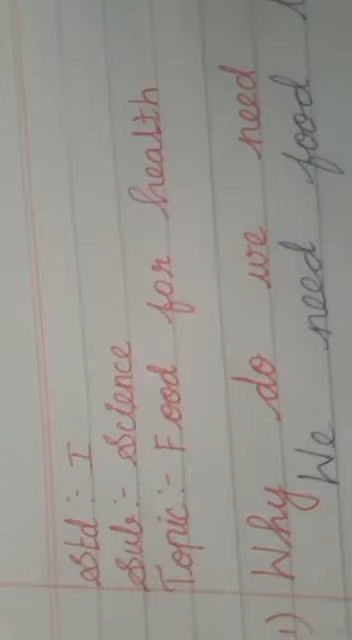 Std :- I
Sub :- Science
Topic :- Food for health
1) Why do we need
We need food